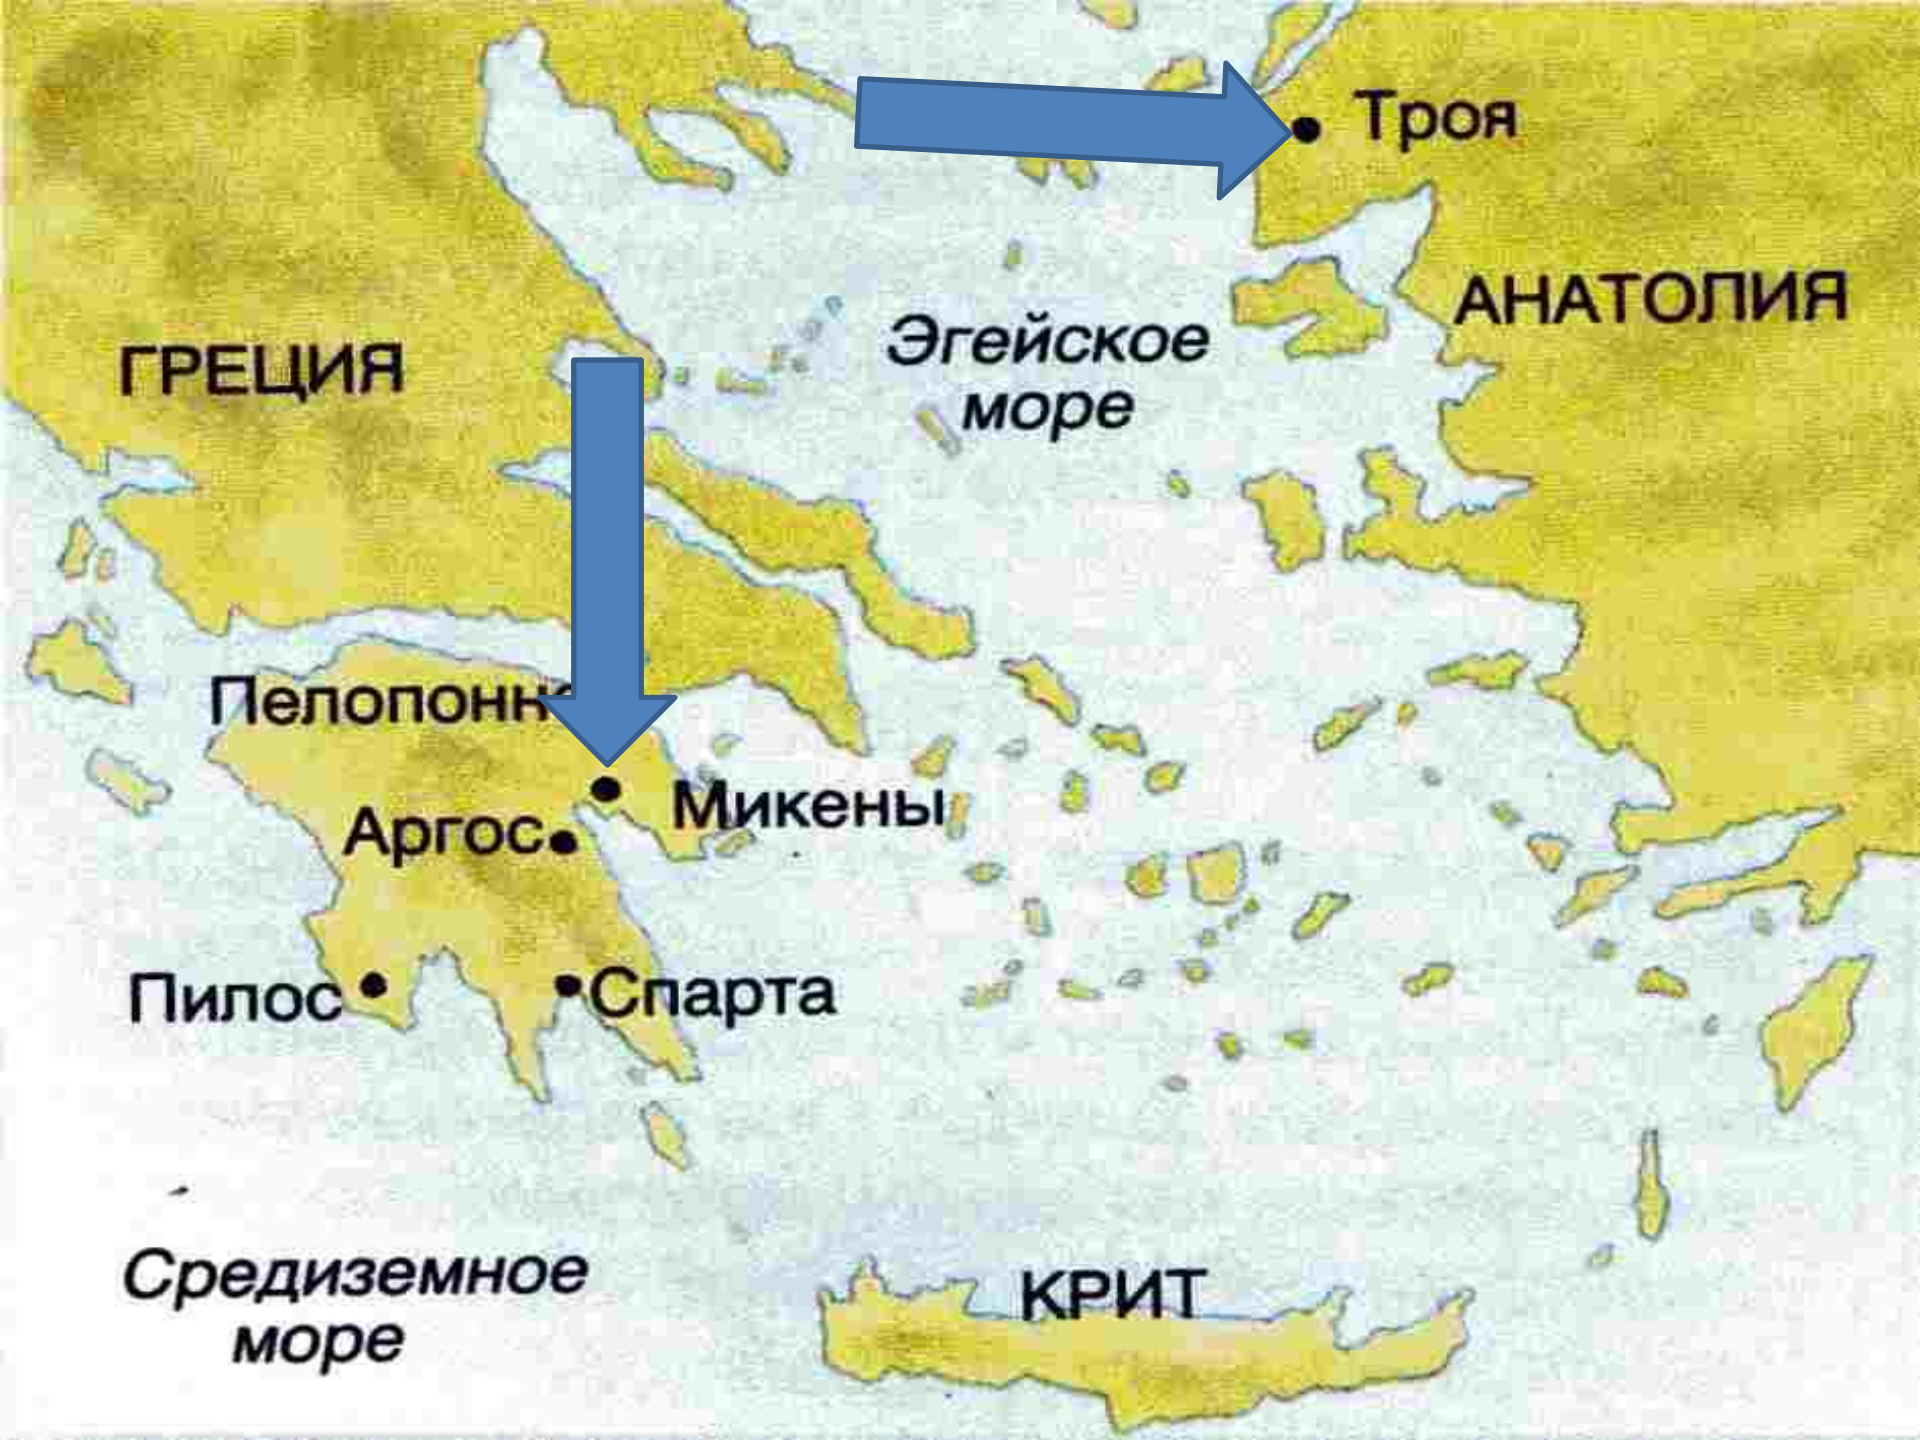 Троя
АНАТОЛИЯ
Эгейское
море
ГРЕЦИЯ
Пелопонн
Микены
Аргос
Пилос
Спарта
Средиземное
море
КРИТ